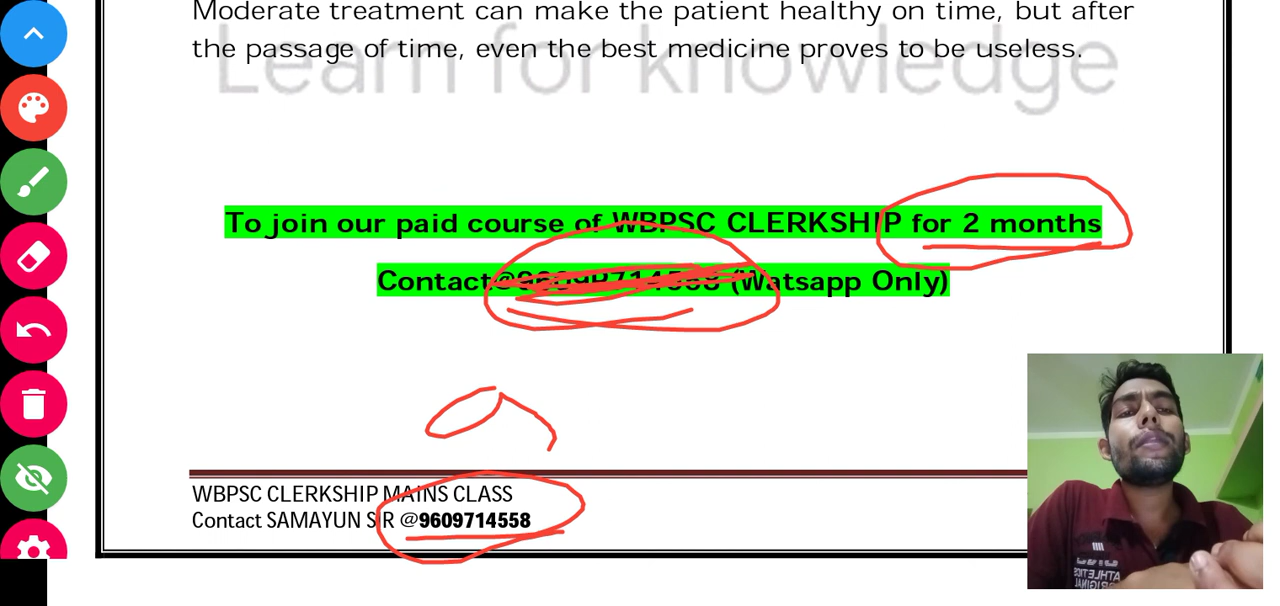 Moderate treatment can make the patient healthy on time, but after
the passage of time, even the best medicine proves to be useless.
Learn for knowledge
To join our paid course of WBPSC CLERKSHIP for 2 months
Contact (Watsapp Only)
WBPSC CLERKSHIP MAINS CLASS
Contact SAMAYUN SIR @9609714558
ATHLETIC
ORIGINAL